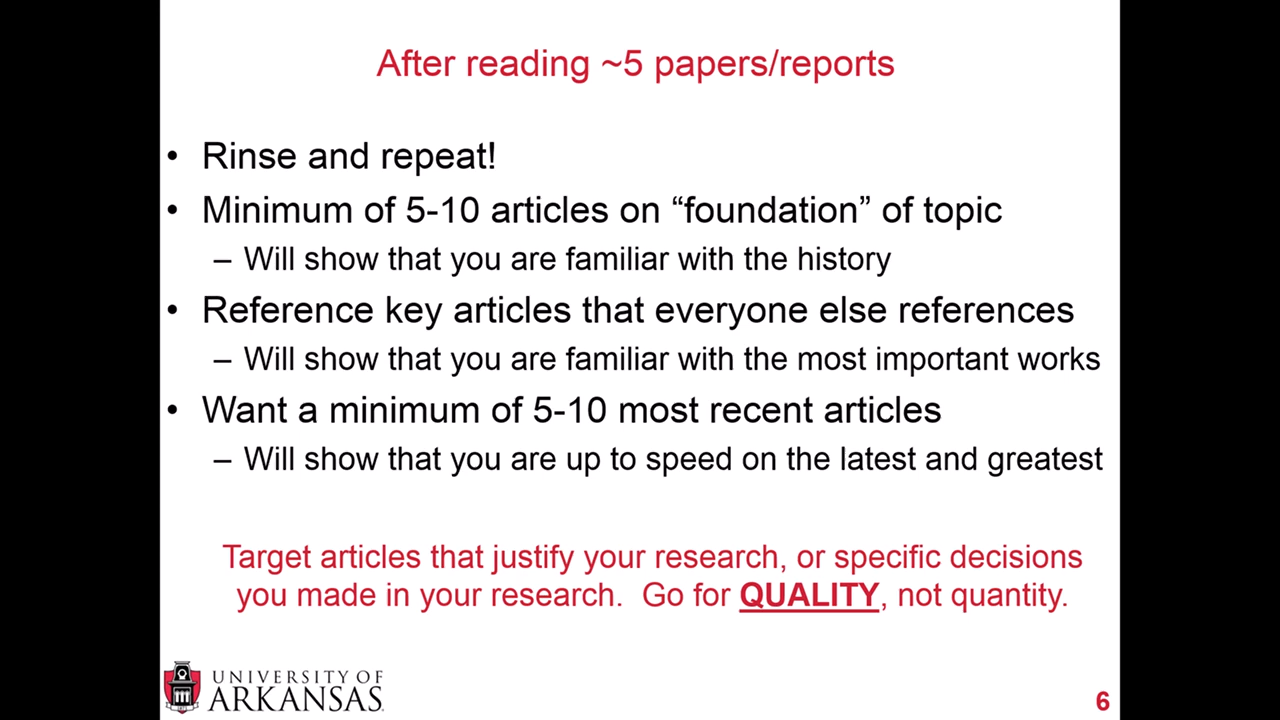 After reading ~5 papers/reports
• Rinse and repeat!
• Minimum of 5-10 articles on “foundation” of topic
– Will show that you are familiar with the history
• Reference key articles that everyone else references
– Will show that you are familiar with the most important works
• Want a minimum of 5-10 most recent articles
– Will show that you are up to speed on the latest and greatest
Target articles that justify your research, or specific decisions
you made in your research.  Go for QUALITY, not quantity.
UNIVERSITY OF
ARKANSAS
6